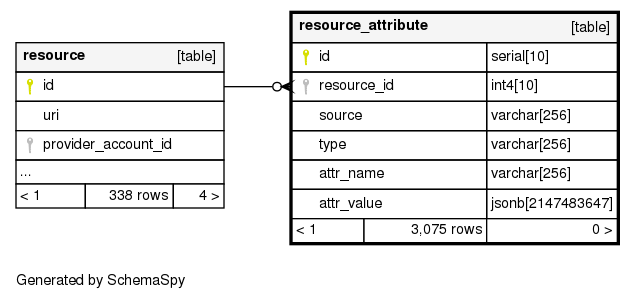 resource [table]
id
uri
provider_account_id
...
< 1 338 rows 4 >
resource_attribute [table]
id serial[10]
resource_id int4[10]
source varchar[256]
type varchar[256]
attr_name varchar[256]
attr_value jsonb[2147483647]
< 1 3,075 rows 0 >
Generated by SchemaSpy